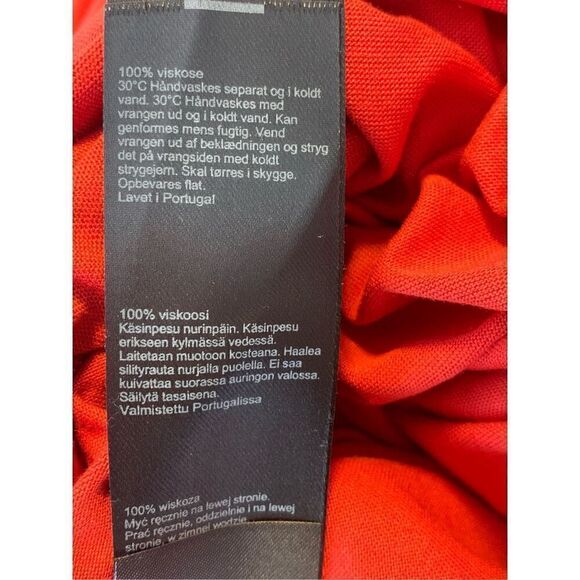 100% viskose
30°C Håndvaskes separat og i koldt
vand. 30°C Håndvaskes med
vrangen ud og i koldt vand. Kan
genformes mens fugtig. Vend
vrangen ud af beklædningen og stryg
det på vrangsiden med koldt
strygejern. Skal tørres i skygge.
Opbevares flat.
Lavet i Portugal
100% viskoosi
Käsinpesu nurinpäin. Käsinpesu
erikseen kylmässä vedessä.
Laitetaan muotoon kosteana. Haalea
silityrauta nurjalla puolella. Ei saa
kuivattaa suorassa auringon valossa.
Säilytä tasaisena.
Valmistettu Portugalissa
100% wiskoza
Myć ręcznie na lewej stronie.
Prać ręcznie, oddzielnie i na lewej
stronie, w zimnej wodzie.